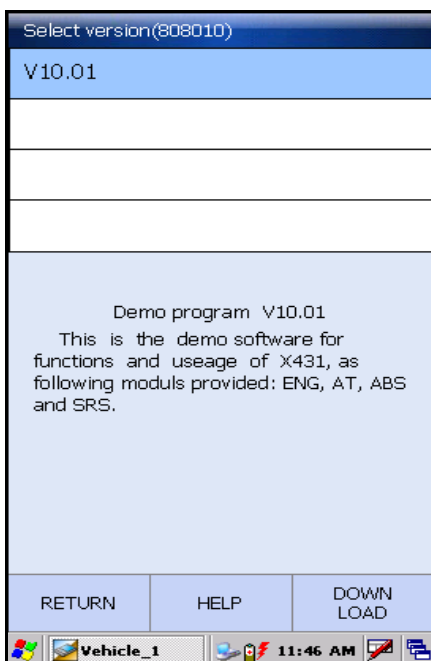 Select version(808010)
V10.01
Demo program V10.01
This is the demo software for
functions and useage of X431, as
following moduls provided: ENG, AT, ABS
and SRS.
RETURN
HELP
DOWN
LOAD
Vehicle_1
11:46 AM